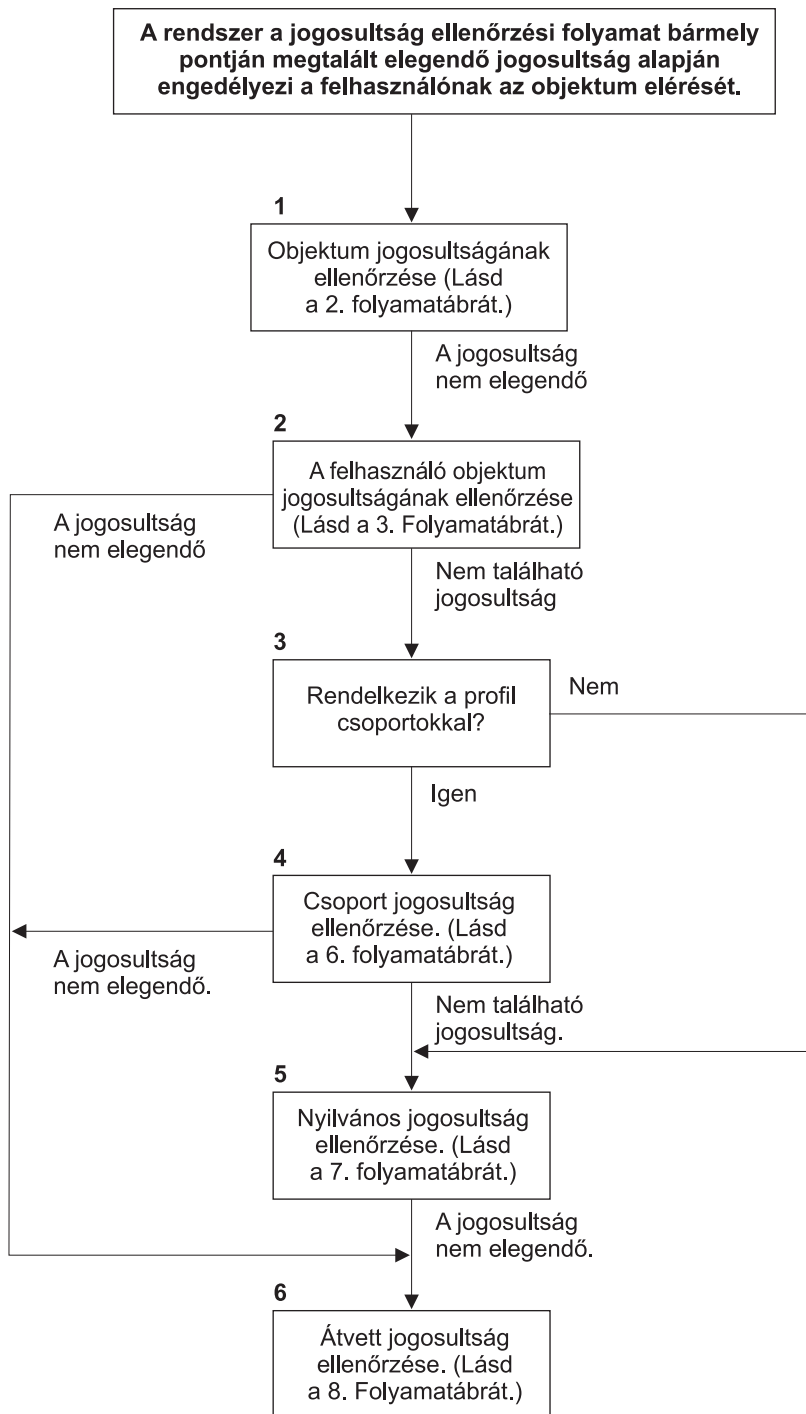 A rendszer a jogosultság ellenőrzési folyamat bármely
pontján megtalált elegendő jogosultság alapján
engedélyezi a felhasználónak az objektum elérését.
1
Objektum jogosultságának
ellenőrzése (Lásd
a 2. folyamatábrát.)
A jogosultság
nem elegendő
2
A felhasználó objektum
jogosultságának ellenőrzése
(Lásd a 3. Folyamatábrát.)
A jogosultság
nem elegendő
Nem található
jogosultság
3
Rendelkezik a profil
csoportokkal?
Nem
Igen
4
Csoport jogosultság
ellenőrzése. (Lásd
a 6. folyamatábrát.)
A jogosultság
nem elegendő.
Nem található
jogosultság.
5
Nyilvános jogosultság
ellenőrzése. (Lásd
a 7. folyamatábrát.)
A jogosultság
nem elegendő.
6
Átvett jogosultság
ellenőrzése. (Lásd
a 8. Folyamatábrát.)